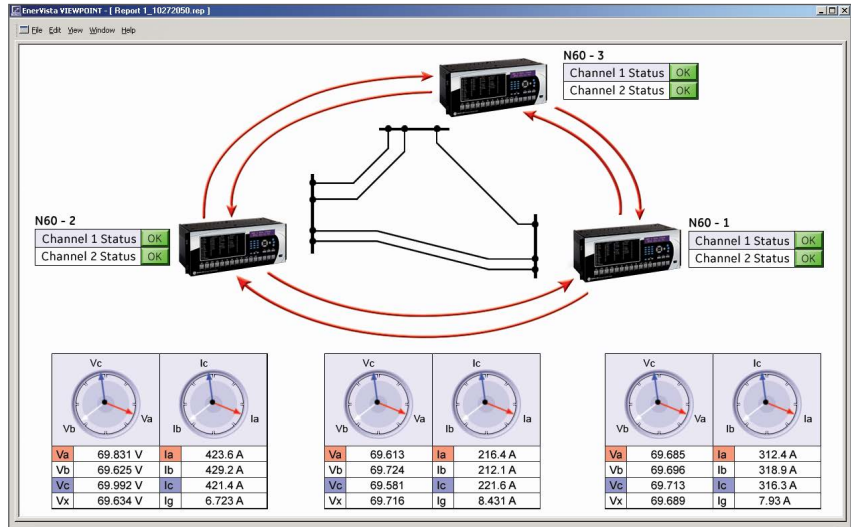 EnerVista VIEWPOINT - [ Report 1_10272050.rep ]
File Edit View Window Help
N60 - 3
Channel 1 Status OK
Channel 2 Status OK
N60 - 2
Channel 1 Status OK
Channel 2 Status OK
N60 - 1
Channel 1 Status OK
Channel 2 Status OK
Vc Ic Vc Ic Vc Ic
Va Ia Va Ia Va Ia
Vb Ib Vb Ib Vb Ib
Va 69.831 V Ia 423.6 A Va 69.613 Ia 216.4 A Va 69.685 Ia 312.4 A
Vb 69.625 V Ib 429.2 A Vb 69.724 Ib 212.1 A Vb 69.696 Ib 318.9 A
Vc 69.992 V Ic 421.4 A Vc 69.581 Ic 221.6 A Vc 69.713 Ic 316.3 A
Vx 69.634 V Ig 6.723 A Vx 69.716 Ig 8.431 A Vx 69.689 Ig 7.93 A